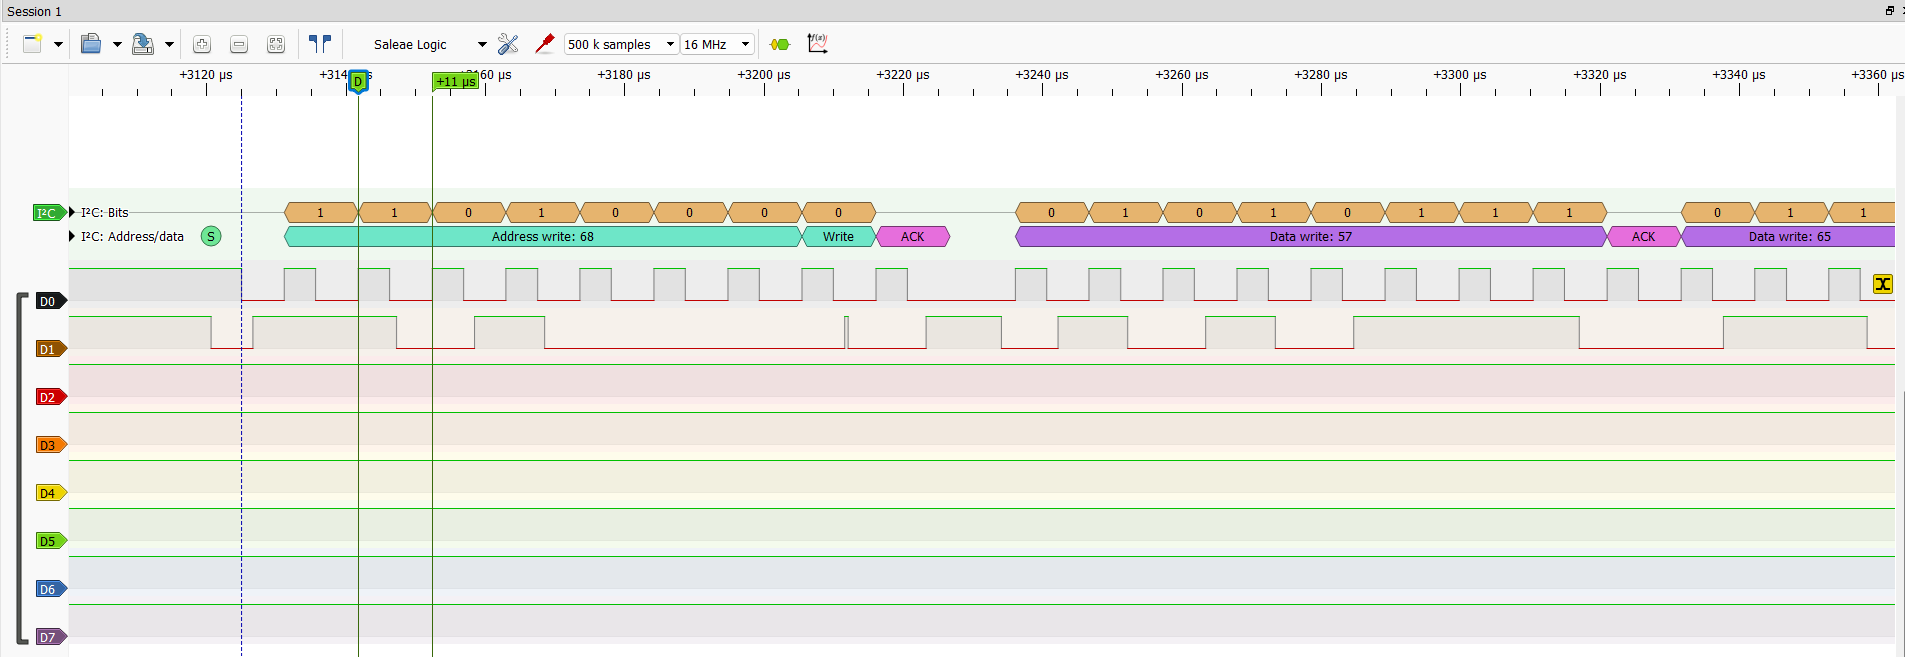 Session 1
Saleae Logic 500 k samples 16 MHz
+3120 µs +3140 µs +3160 µs +3180 µs +3200 µs +3220 µs +3240 µs +3260 µs +3280 µs +3300 µs +3320 µs +3340 µs +3360 µs
D +11 µs
I²C I²C: Bits 1 1 0 1 0 0 0 0 0 1 0 1 0 1 1 1 0 1 1
I²C: Address/data S Address write: 68 Write ACK Data write: 57 ACK Data write: 65
D0
D1
D2
D3
D4
D5
D6
D7